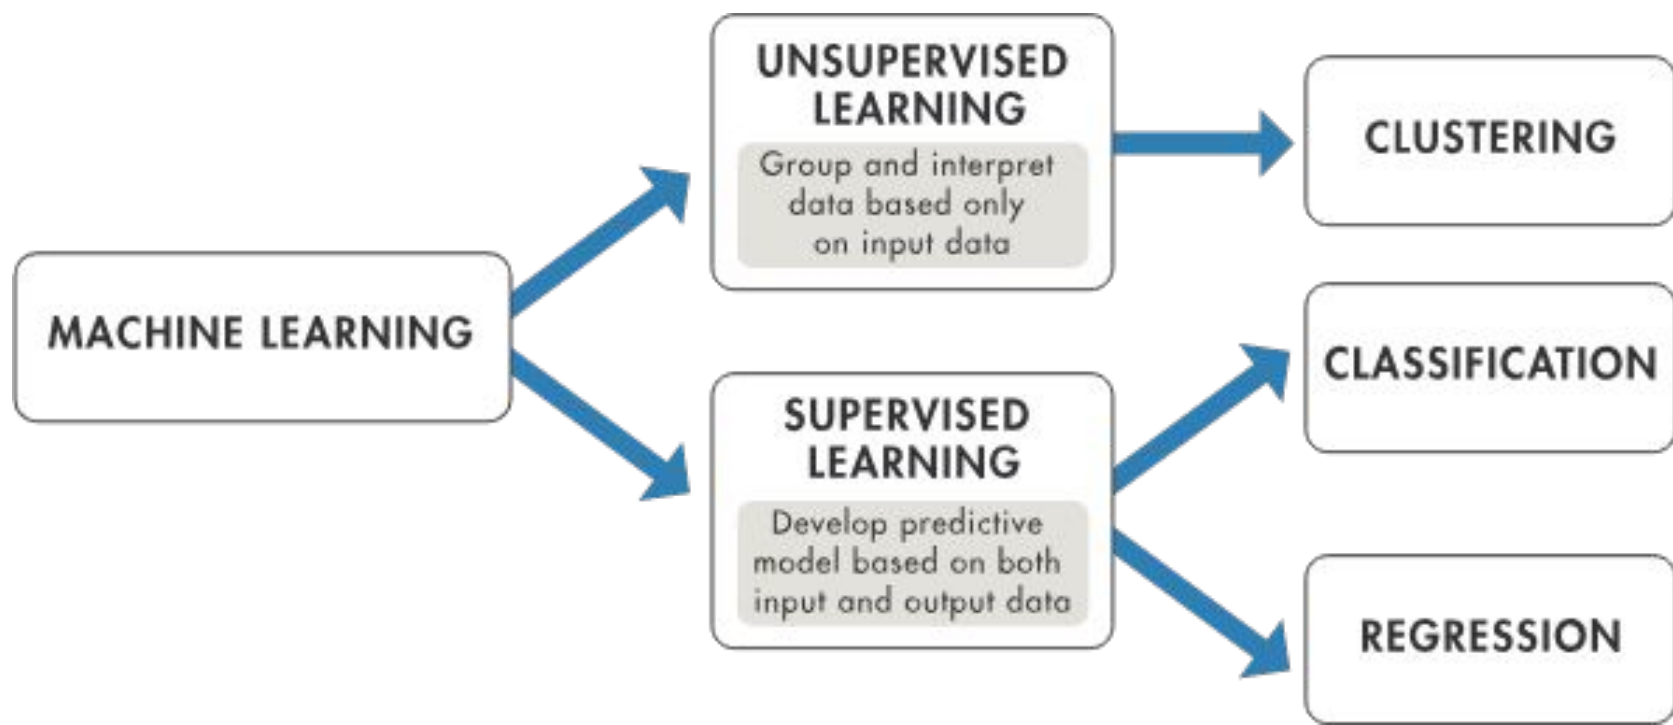 MACHINE LEARNING
UNSUPERVISED
LEARNING
Group and interpret
data based only
on input data
SUPERVISED
LEARNING
Develop predictive
model based on both
input and output data
CLUSTERING
CLASSIFICATION
REGRESSION